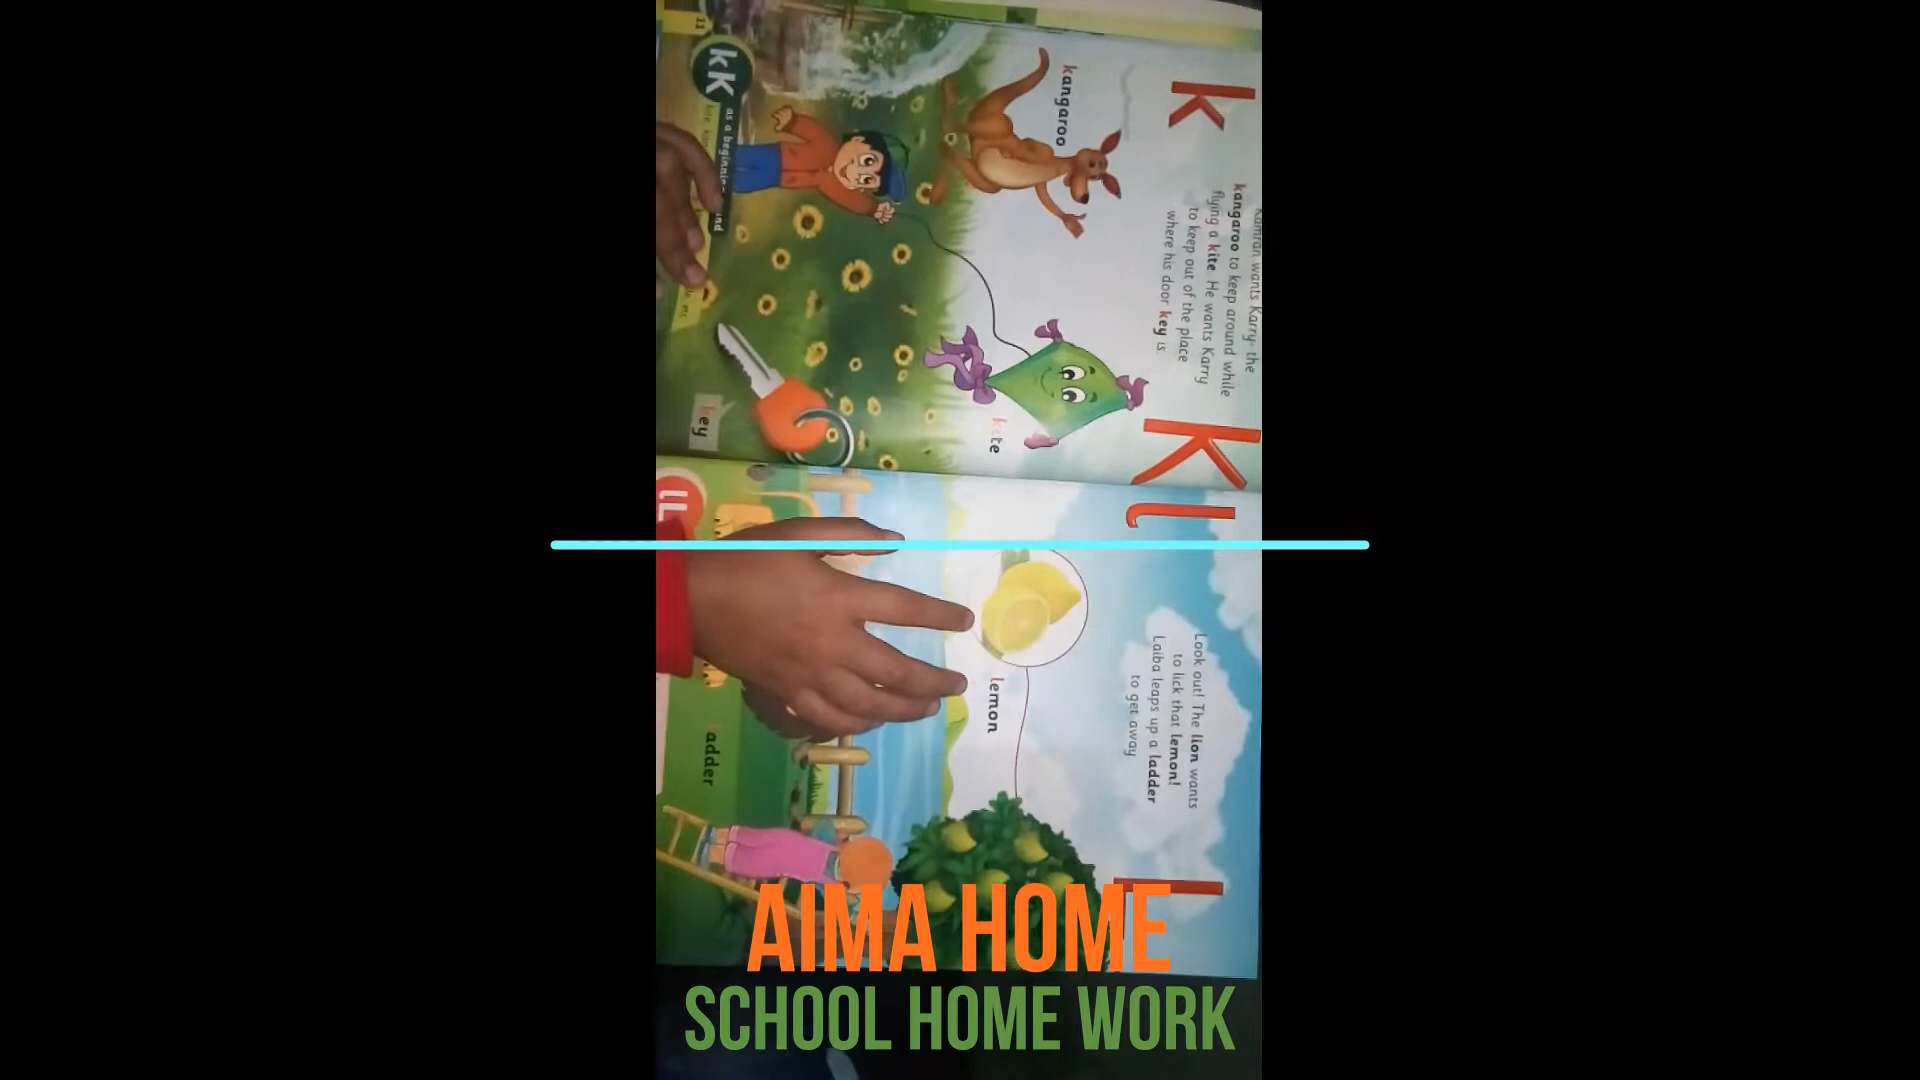 k K
Kamran wants Karry- the
kangaroo to keep around while
flying a kite. He wants Karry
to keep out of the place
where his door key is.
kangaroo
kite
key
kK
as a
11
l L
Look out! The lion wants
to lick that lemon!
Laiba leaps up a ladder
to get away
lemon
adder
lL
AIMA HOME
SCHOOL HOME WORK